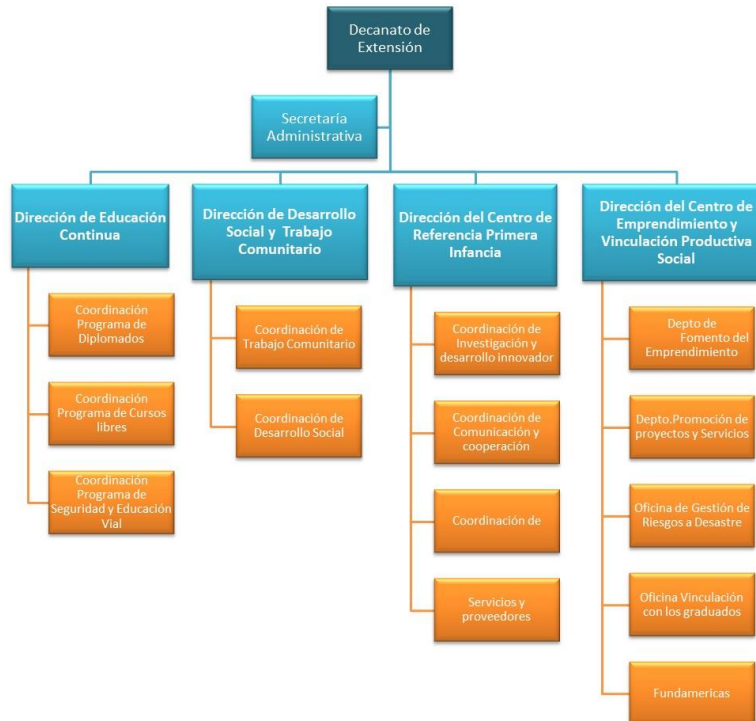 Decanato de
Extensión
Secretaría
Administrativa
Dirección de Educación
Continua
Dirección de Desarrollo
Social y Trabajo
Comunitario
Dirección del Centro de
Referencia Primera
Infancia
Dirección del Centro de
Emprendimiento y
Vinculación Productiva
Social
Coordinación
Programa de
Diplomados
Coordinación
Programa de Cursos
libres
Coordinación
Programa de
Seguridad y Educación
Vial
Coordinación de
Trabajo Comunitario
Coordinación de
Desarrollo Social
Coordinación de
Investigación y
desarrollo innovador
Coordinación de
Comunicación y
cooperación
Coordinación de
Servicios y
proveedores
Depto de
Fomento del
Emprendimiento
Depto.Promoción de
proyectos y Servicios
Oficina de Gestión de
Riesgos a Desastre
Oficina Vinculación
con los graduados
Fundamericas